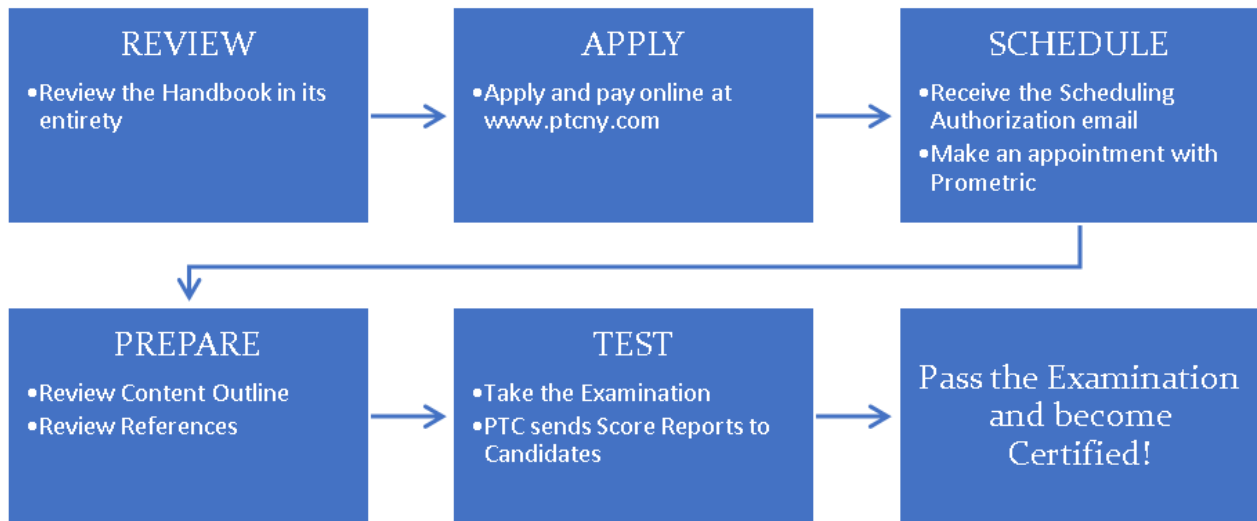 REVIEW
•Review the Handbook in its
entirety
APPLY
•Apply and pay online at
www.ptcny.com
SCHEDULE
•Receive the Scheduling
Authorization email
•Make an appointment with
Prometric
PREPARE
•Review Content Outline
•Review References
TEST
•Take the Examination
•PTC sends Score Reports to
Candidates
Pass the Examination
and become
Certified!